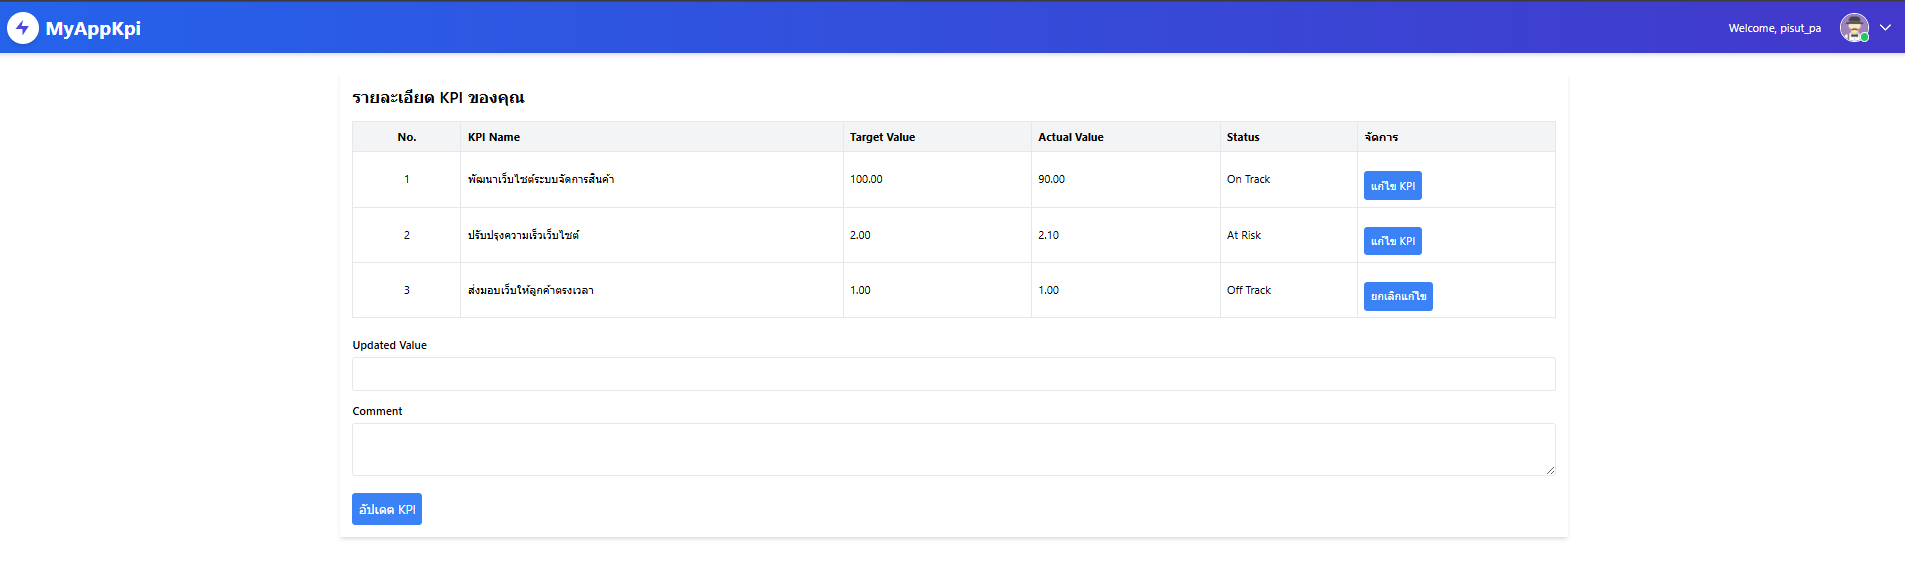 MyAppKpi
Welcome, pisut_pa
รายละเอียด KPI ของคุณ
No. KPI Name Target Value Actual Value Status จัดการ
1 พัฒนาเว็บไซต์ระบบจัดการสินค้า 100.00 90.00 On Track แก้ไข KPI
2 ปรับปรุงความเร็วเว็บไซต์ 2.00 2.10 At Risk แก้ไข KPI
3 ส่งมอบเว็บให้ลูกค้าตรงเวลา 1.00 1.00 Off Track ยกเลิกแก้ไข
Updated Value
Comment
อัปเดต KPI